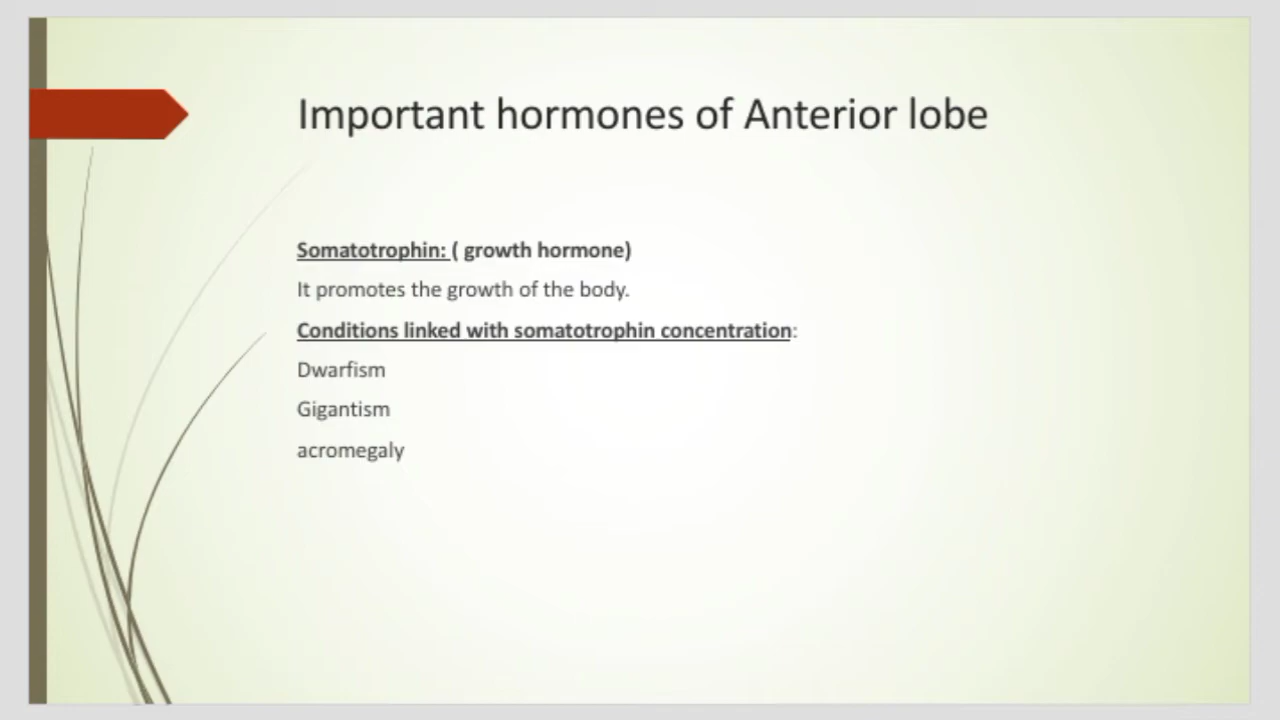 Important hormones of Anterior lobe
Somatotrophin: ( growth hormone)
It promotes the growth of the body.
Conditions linked with somatotrophin concentration:
Dwarfism
Gigantism
acromegaly